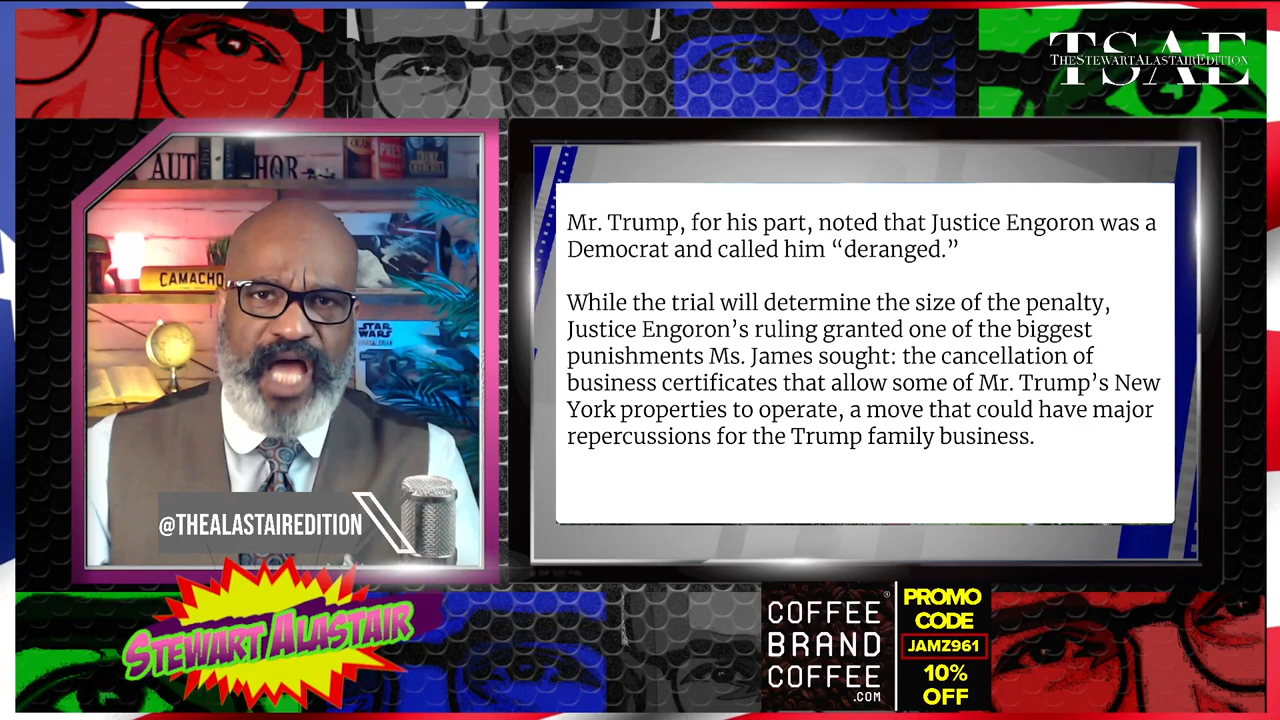 TSAE
THESTEWARTALASTAIREDITION
AUT HOR
CAMACHO
STAR
WARS
@THEALASTAIREDITION
Mr. Trump, for his part, noted that Justice Engoron was a
Democrat and called him “deranged.”
While the trial will determine the size of the penalty,
Justice Engoron’s ruling granted one of the biggest
punishments Ms. James sought: the cancellation of
business certificates that allow some of Mr. Trump’s New
York properties to operate, a move that could have major
repercussions for the Trump family business.
STEWART ALASTAIR
COFFEE ®
BRAND
COFFEE
.COM
PROMO
CODE
JAMZ961
10%
OFF